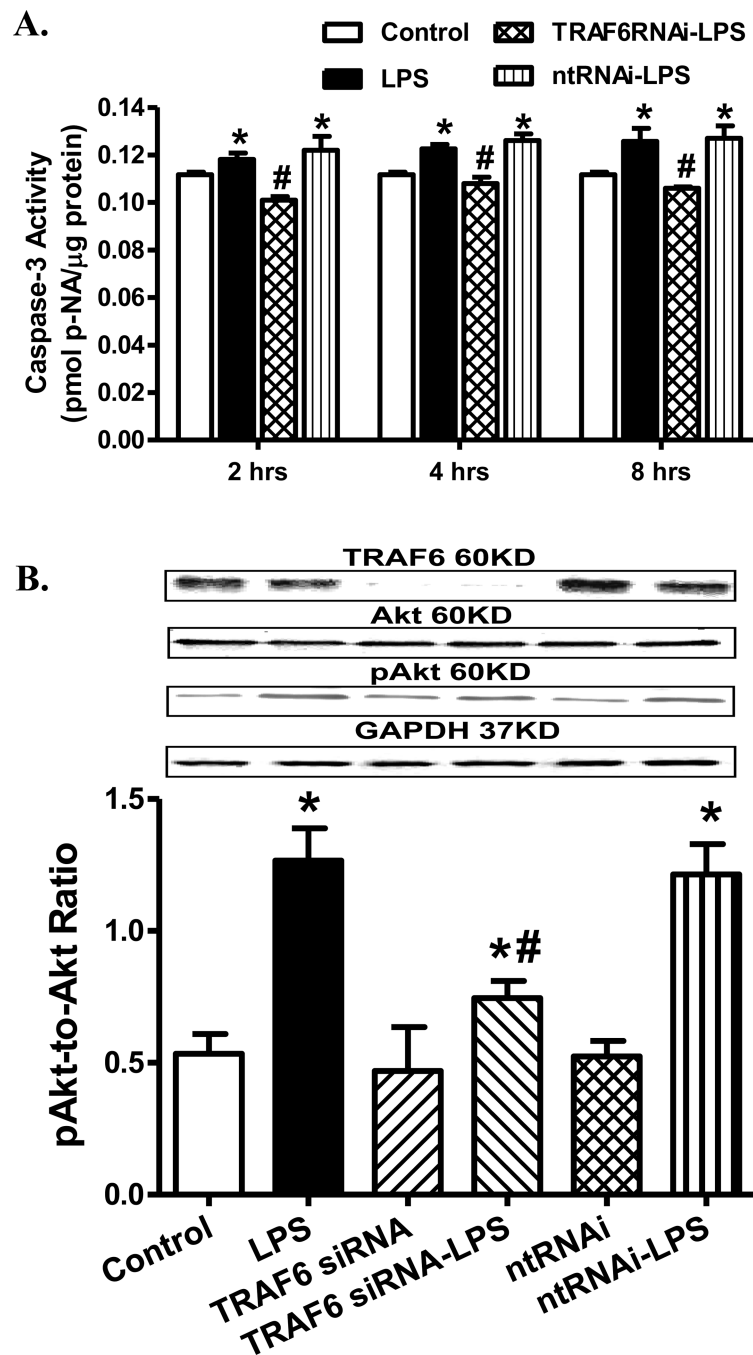 A.
Control TRAF6RNAi-LPS
LPS ntRNAi-LPS
Caspase-3 Activity
(pmol p-NA/μg protein)
0.14
0.12
0.10
0.08
0.06
0.04
0.02
0.00
* # * * # * * # *
2 hrs 4 hrs 8 hrs
B.
TRAF6 60KD
Akt 60KD
pAkt 60KD
GAPDH 37KD
pAkt-to-Akt Ratio
1.5
1.0
0.5
0.0
* *# *
Control LPS TRAF6 siRNA TRAF6 siRNA-LPS ntRNAi ntRNAi-LPS